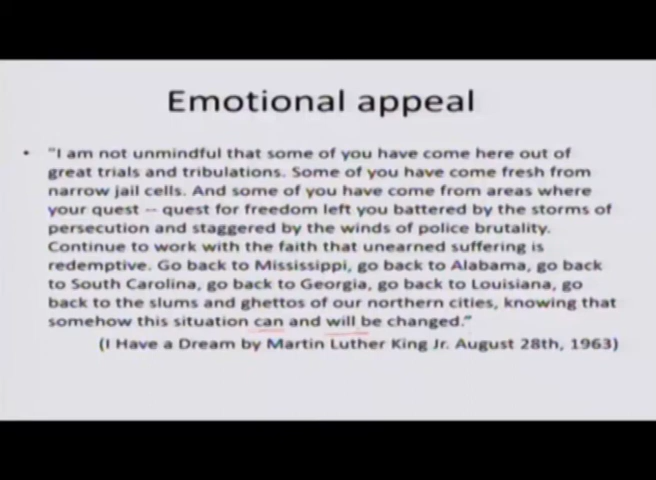 Emotional appeal
• "I am not unmindful that some of you have come here out of
great trials and tribulations. Some of you have come fresh from
narrow jail cells. And some of you have come from areas where
your quest -- quest for freedom left you battered by the storms of
persecution and staggered by the winds of police brutality.
Continue to work with the faith that unearned suffering is
redemptive. Go back to Mississippi, go back to Alabama, go back
to South Carolina, go back to Georgia, go back to Louisiana, go
back to the slums and ghettos of our northern cities, knowing that
somehow this situation can and will be changed."
(I Have a Dream by Martin Luther King Jr. August 28th, 1963)